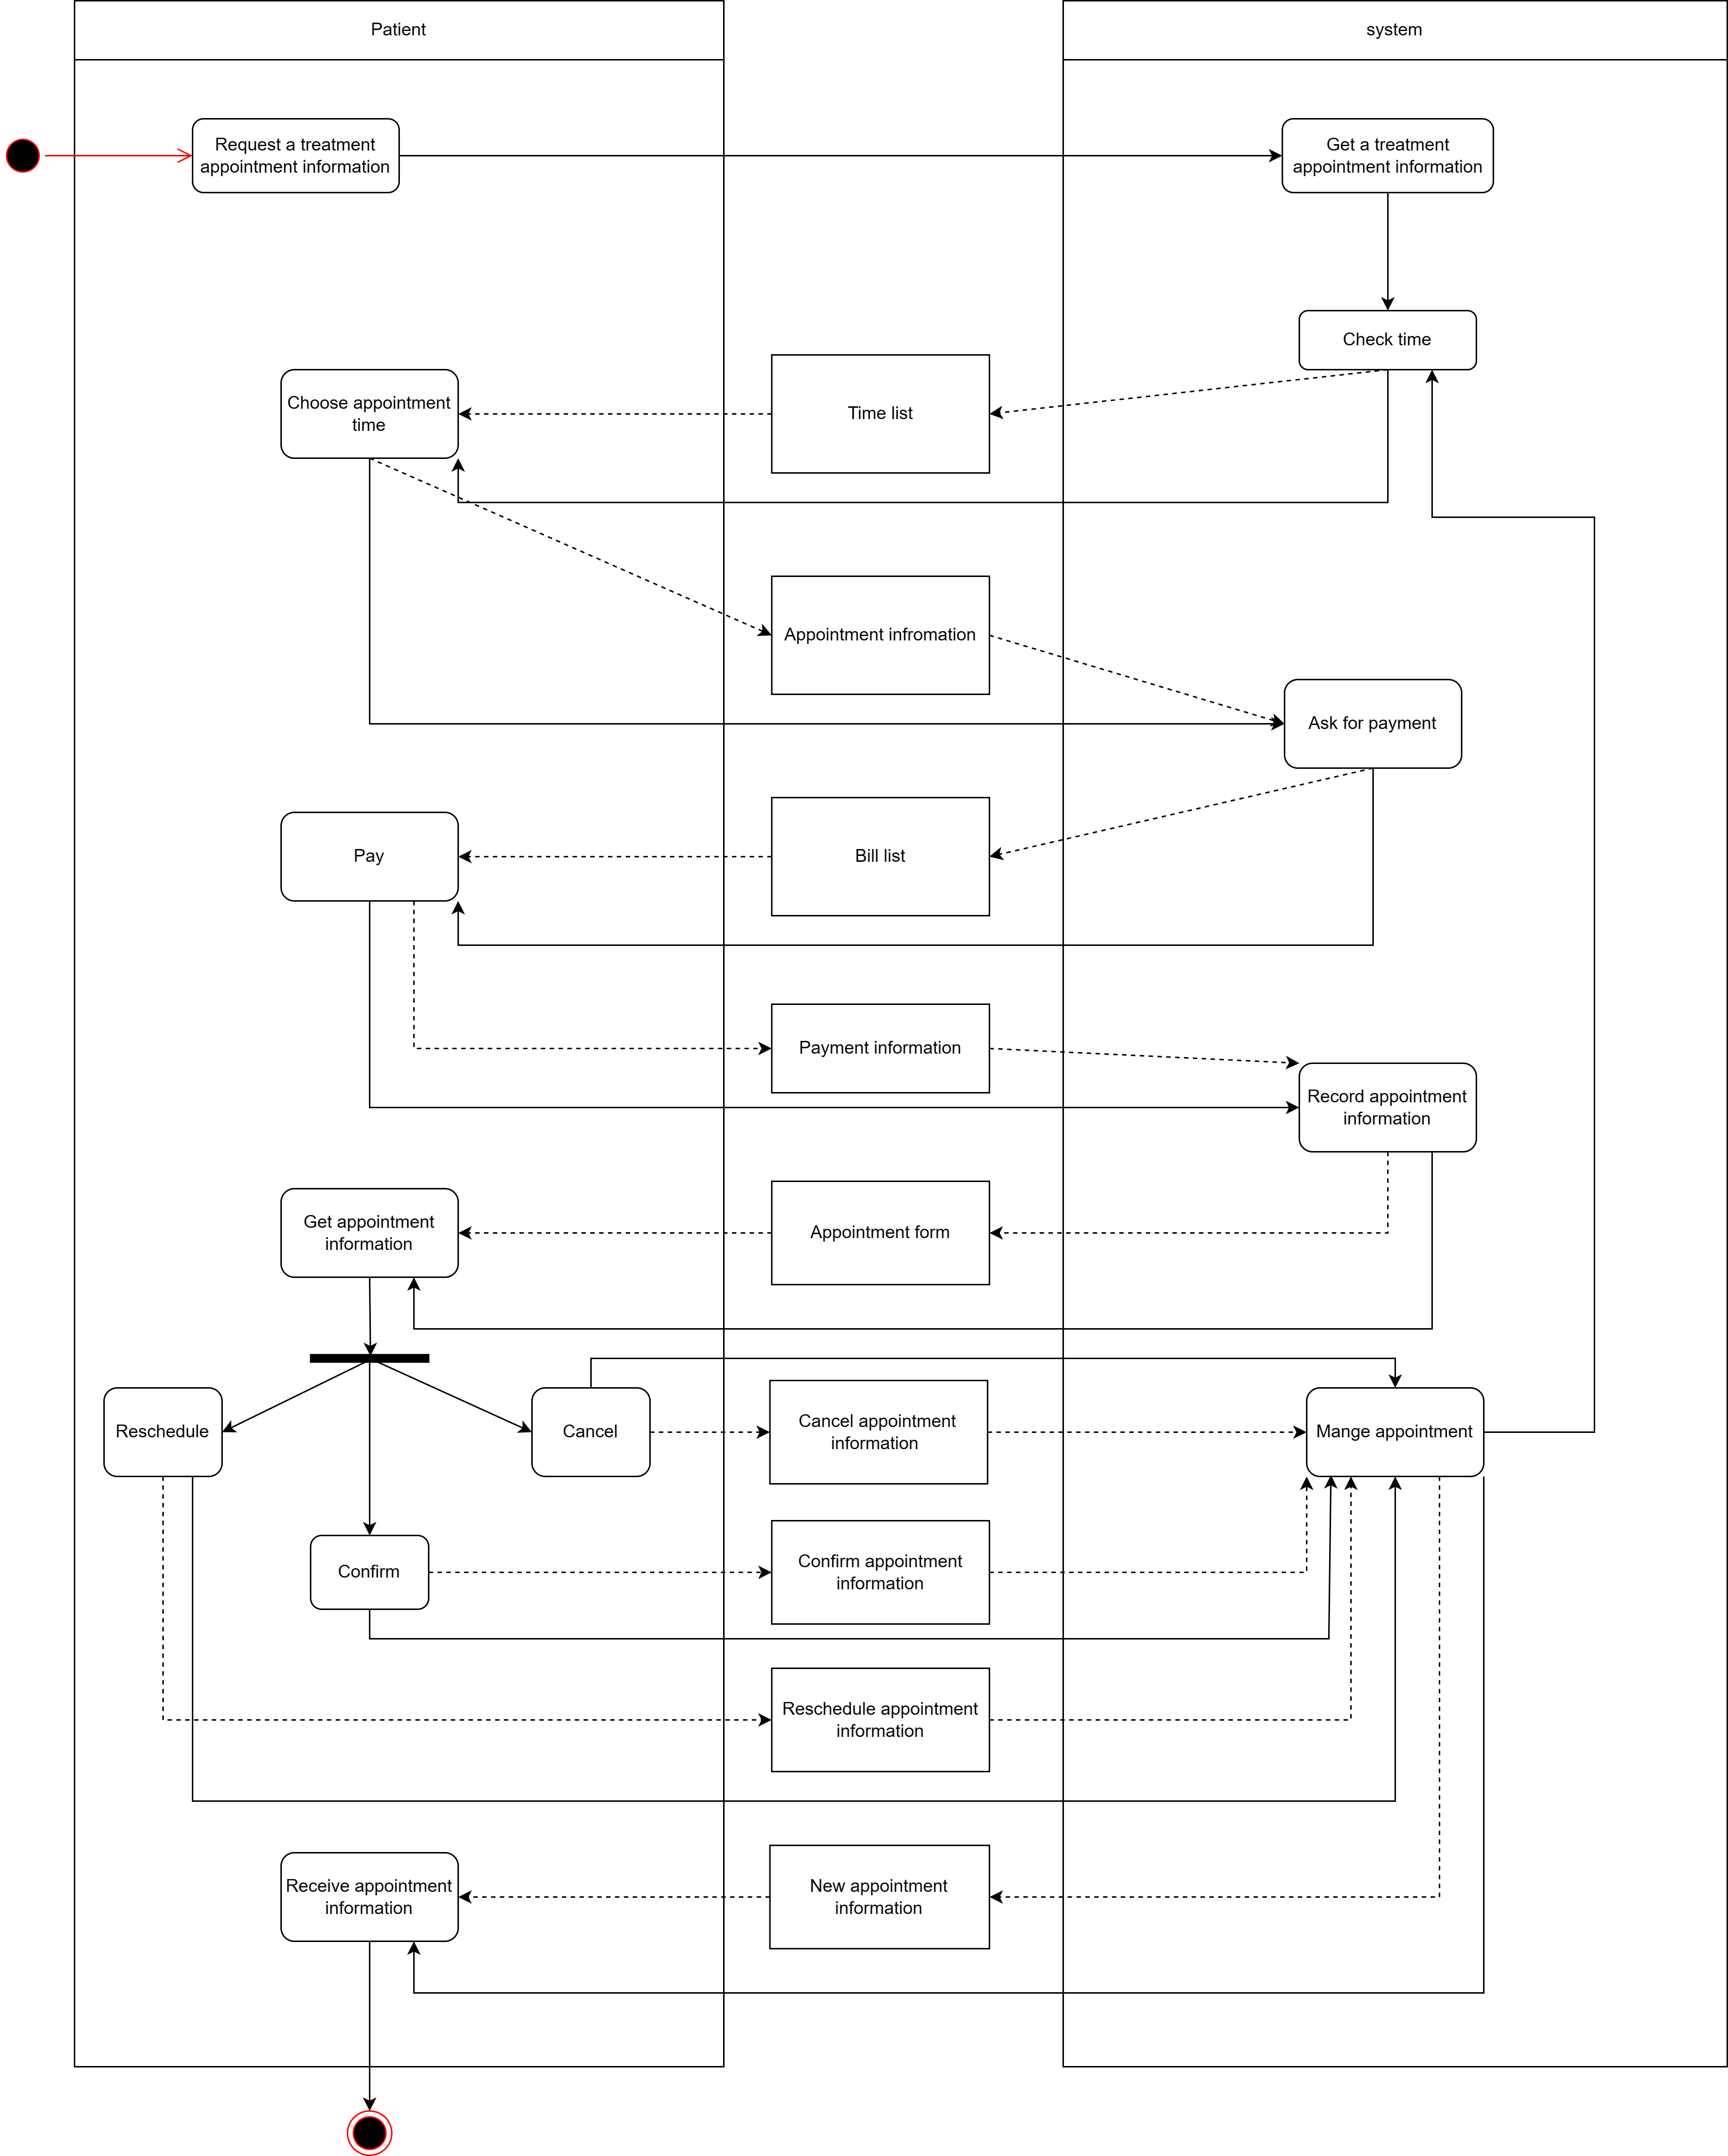 Patient
system
Request a treatment
appointment information
Get a treatment
appointment information
Check time
Choose appointment
time
Time list
Appointment infromation
Ask for payment
Pay
Bill list
Payment information
Record appointment
information
Get appointment
information
Appointment form
Reschedule
Cancel
Cancel appointment
information
Mange appointment
Confirm
Confirm appointment
information
Reschedule appointment
information
Receive appointment
information
New appointment
information